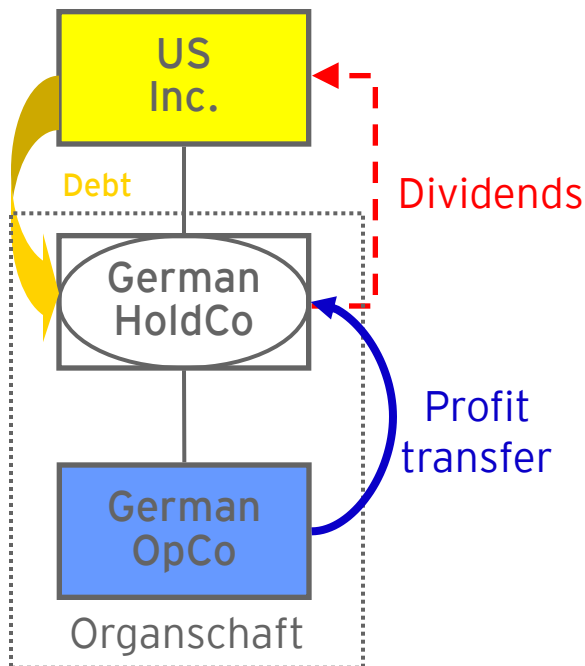 US
Inc.
Debt
Dividends
German
HoldCo
Profit
transfer
German
OpCo
Organschaft